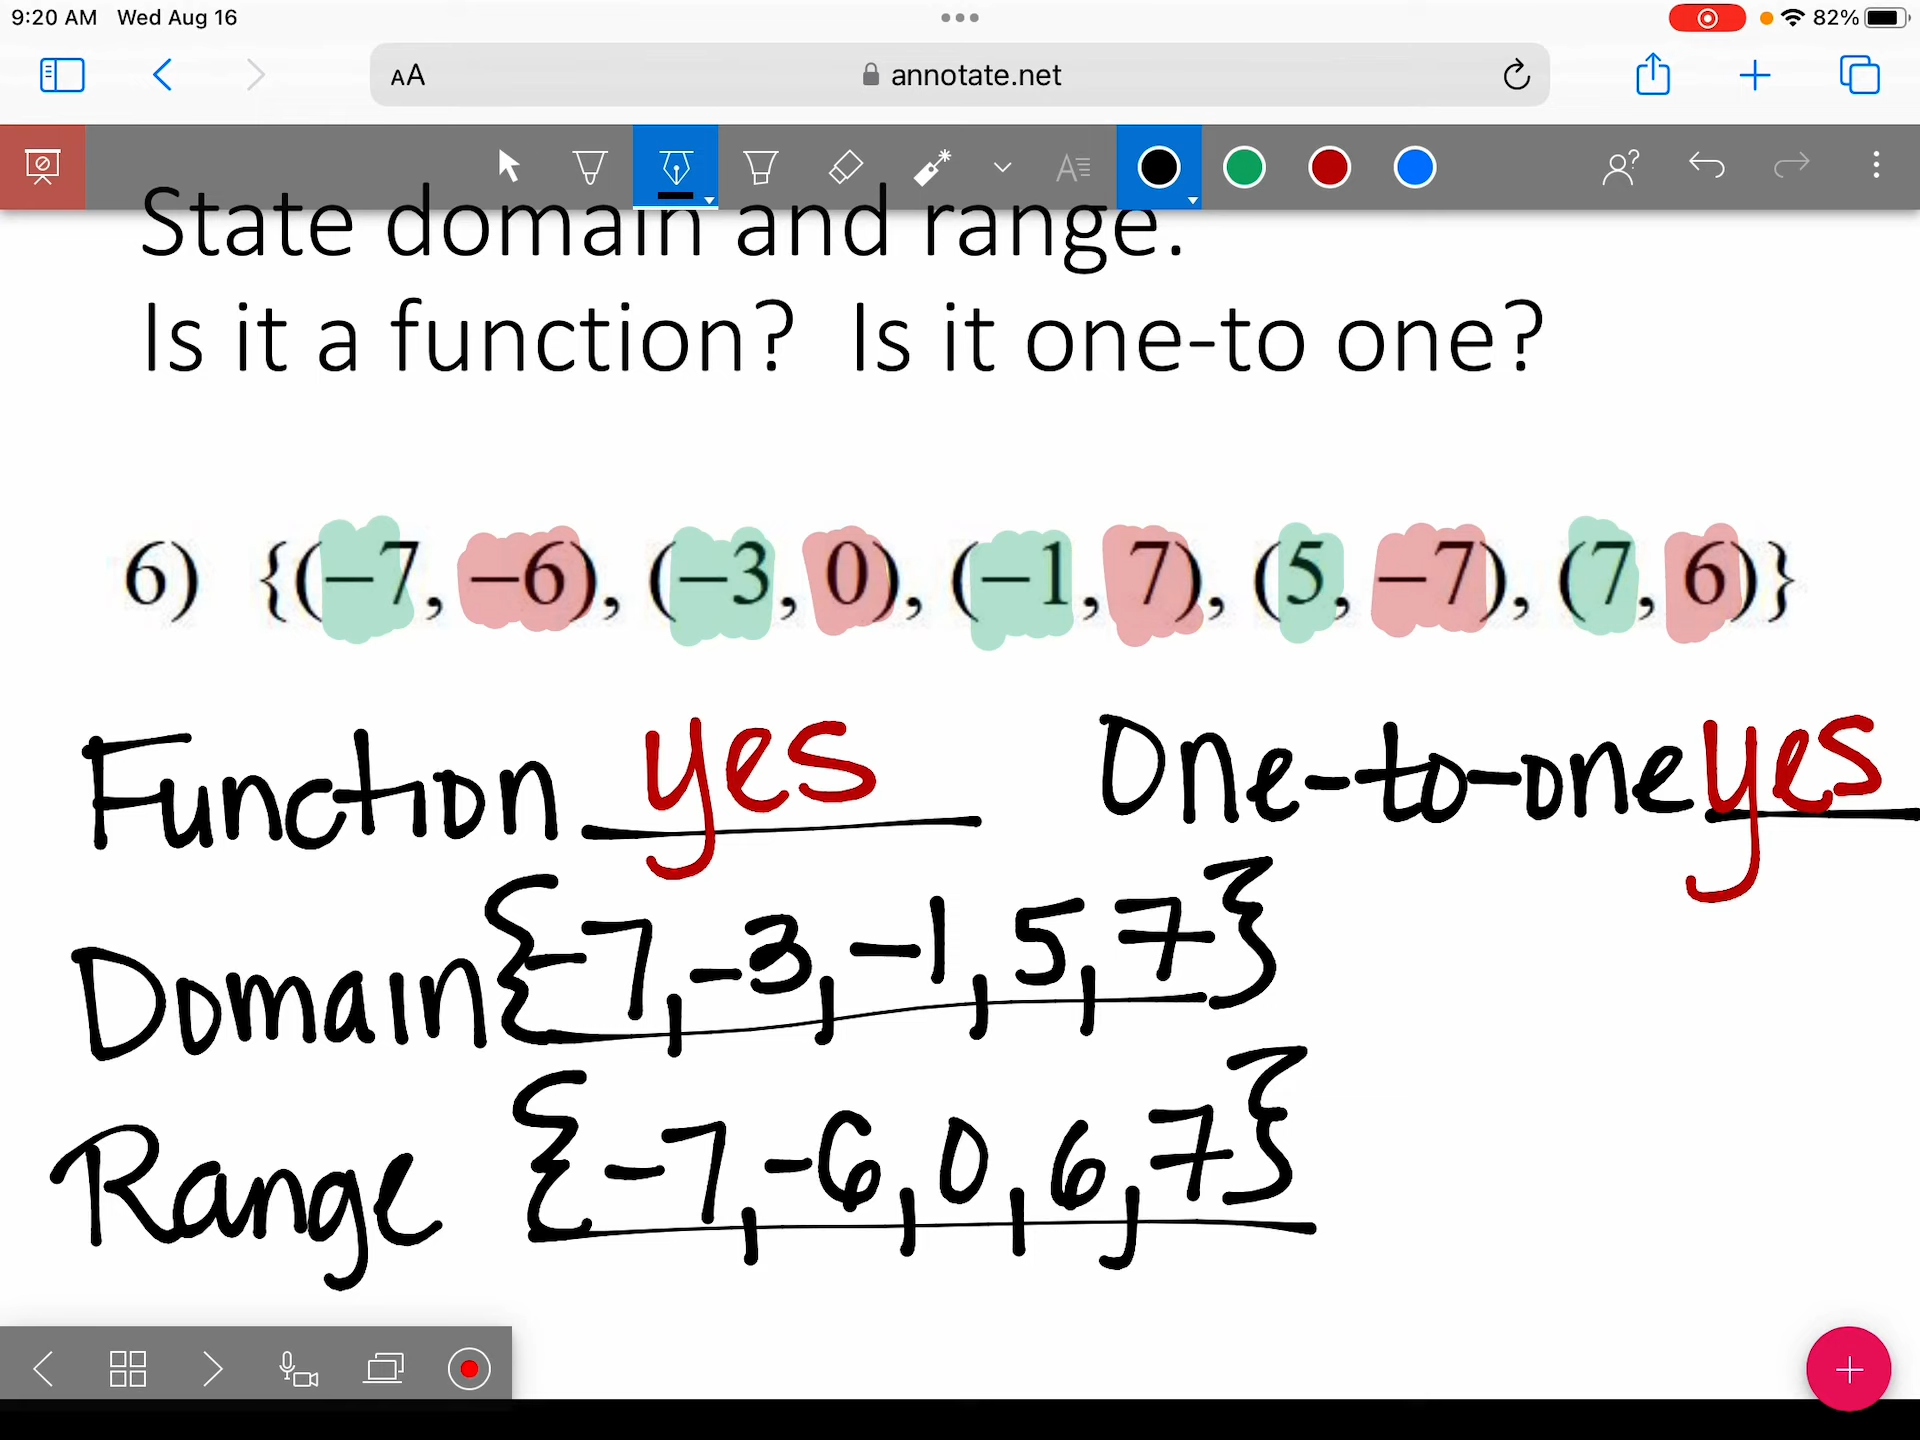 9:20 AM Wed Aug 16 82%
AA annotate.net
State domain and range.
Is it a function? Is it one-to one?
6) {(−7, −6), (−3, 0), (−1, 7), (5, −7), (7, 6)}
Function yes One-to-one yes
Domain {-7, -3, -1, 5, 7}
Range {-7, -6, 0, 6, 7}